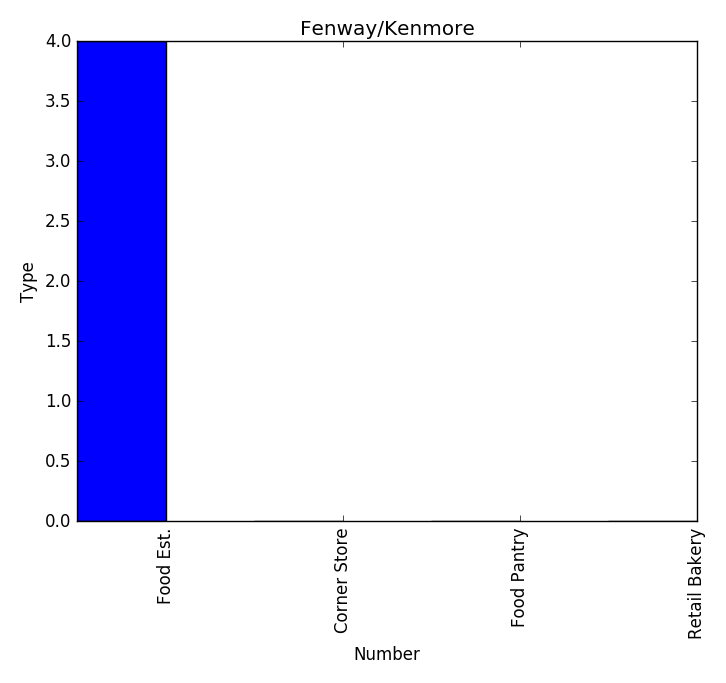 Fenway/Kenmore
4.0
3.5
3.0
2.5
2.0
1.5
1.0
0.5
0.0
Type
Food Est.
Corner Store
Food Pantry
Retail Bakery
Number